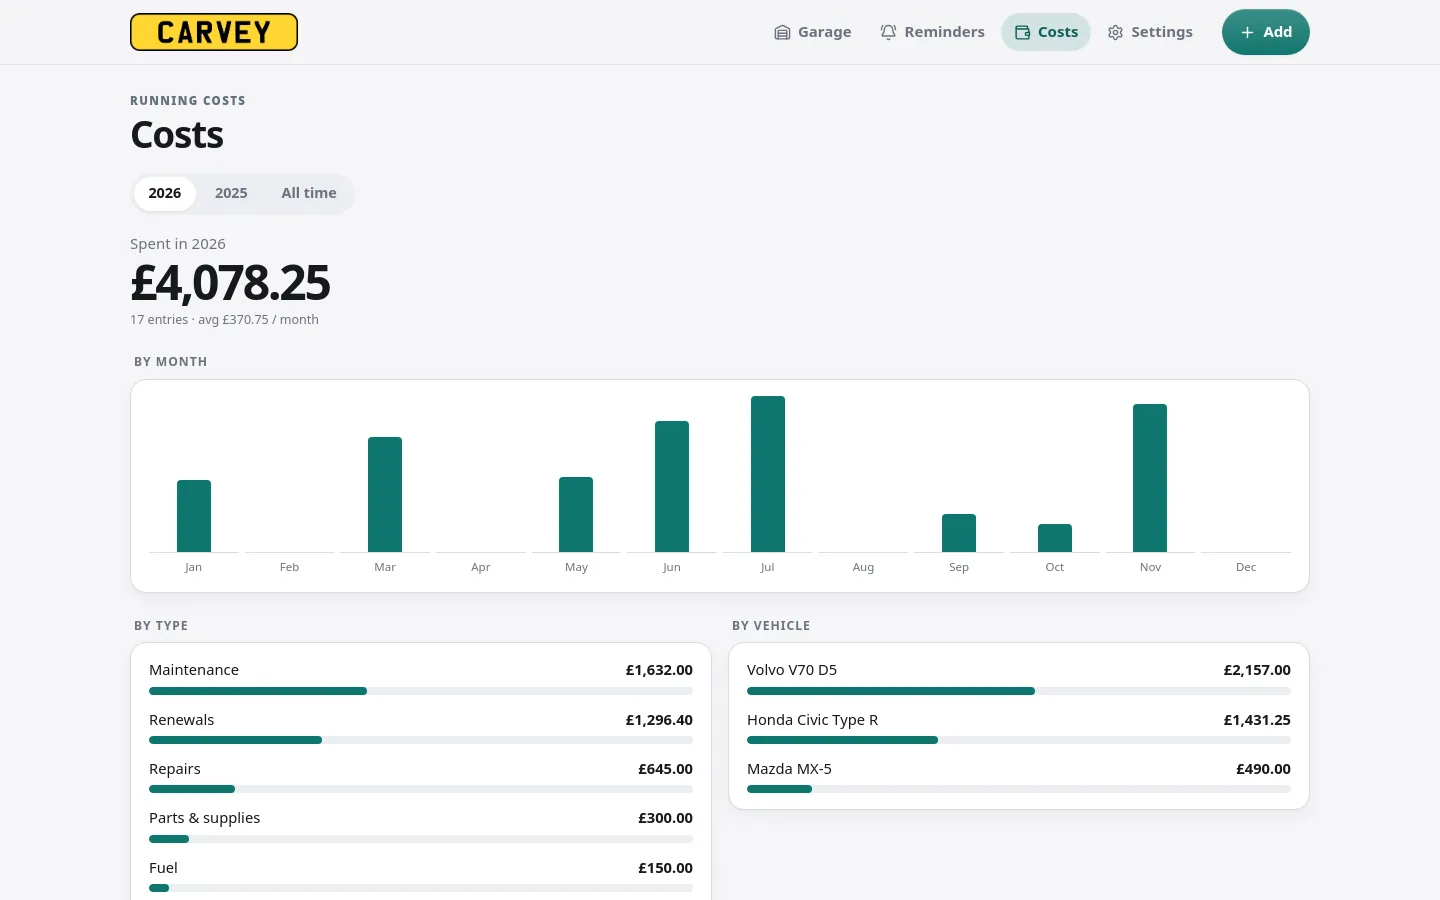 CARVEY
Garage
Reminders
Costs
Settings
+ Add
RUNNING COSTS
Costs
2026
2025
All time
Spent in 2026
£4,078.25
17 entries · avg £370.75 / month
BY MONTH
Jan
Feb
Mar
Apr
May
Jun
Jul
Aug
Sep
Oct
Nov
Dec
BY TYPE
Maintenance £1,632.00
Renewals £1,296.40
Repairs £645.00
Parts & supplies £300.00
Fuel £150.00
BY VEHICLE
Volvo V70 D5 £2,157.00
Honda Civic Type R £1,431.25
Mazda MX-5 £490.00